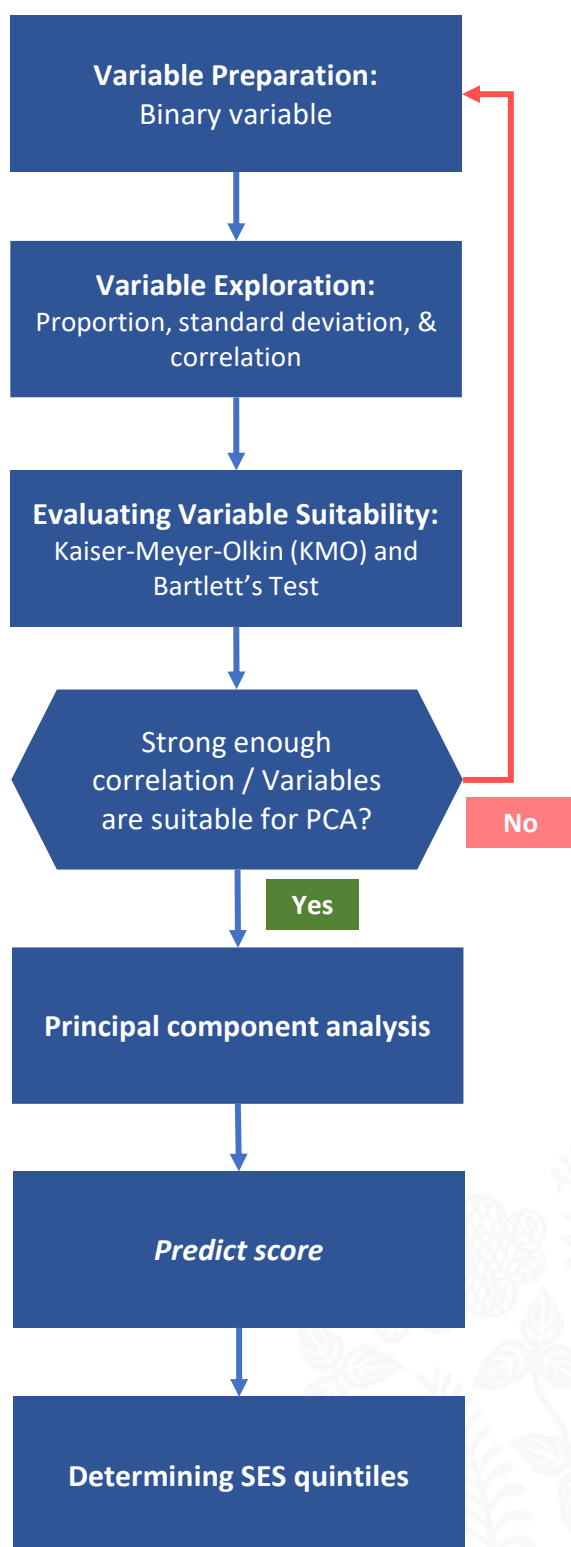 Variable Preparation:
Binary variable
Variable Exploration:
Proportion, standard deviation, &
correlation
Evaluating Variable Suitability:
Kaiser-Meyer-Olkin (KMO) and
Bartlett’s Test
Strong enough
correlation / Variables
are suitable for PCA?
No
Yes
Principal component analysis
Predict score
Determining SES quintiles